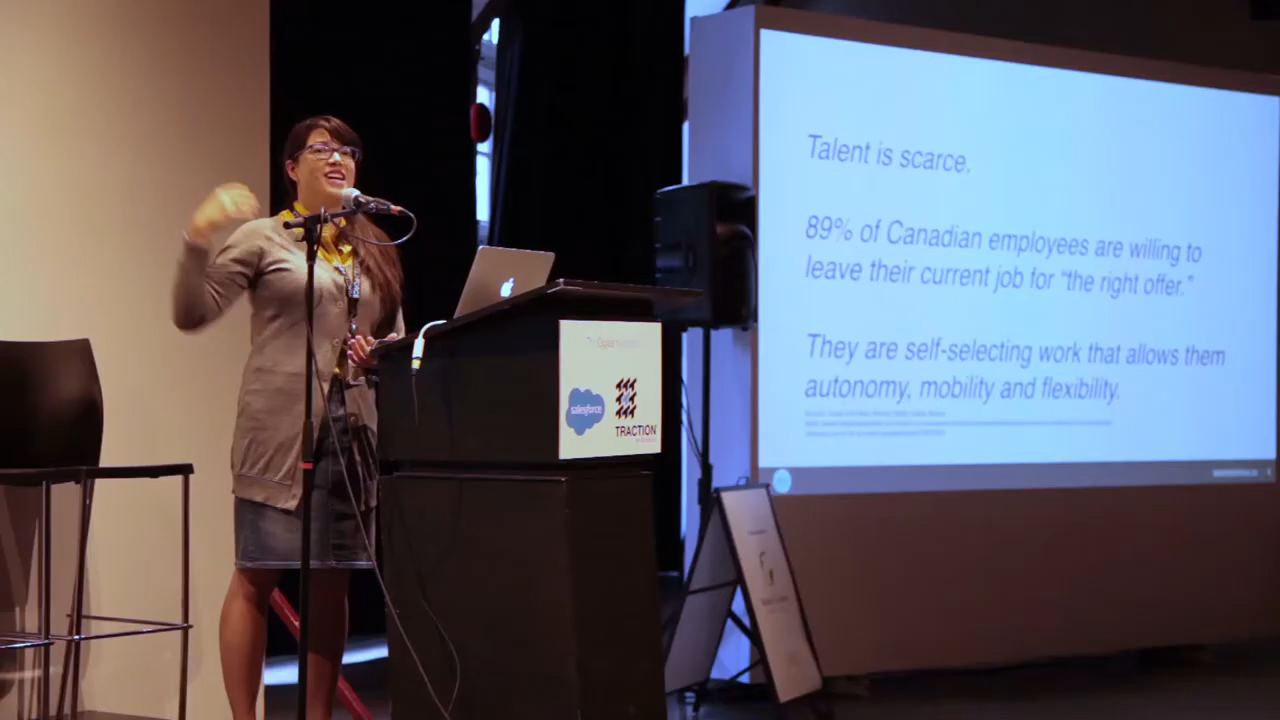 Talent is scarce.
89% of Canadian employees are willing to
leave their current job for “the right offer.”
They are self-selecting work that allows them
autonomy, mobility and flexibility.
salesforce
TRACTION